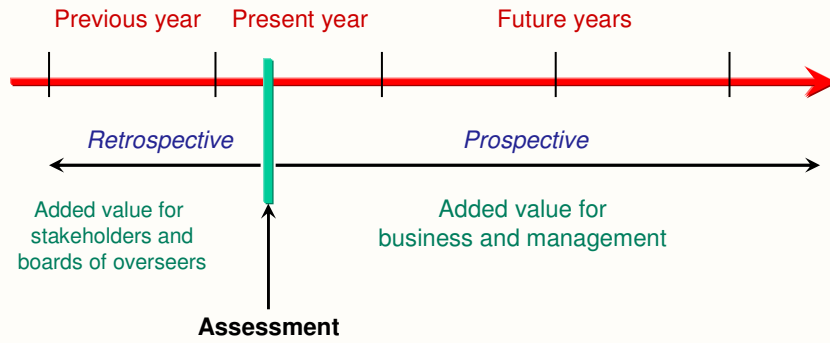 Previous year
Present year
Future years
Retrospective
Prospective
Added value for
stakeholders and
boards of overseers
Added value for
business and management
Assessment